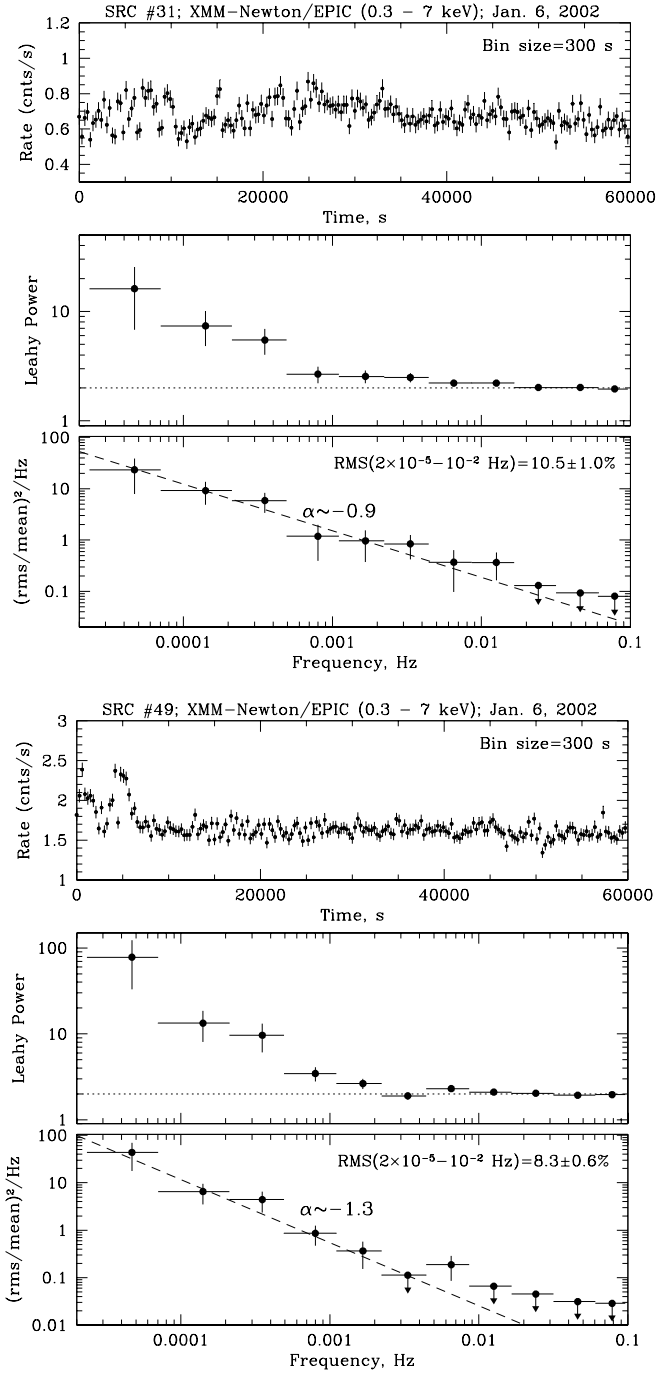 SRC #31; XMM-Newton/EPIC (0.3 − 7 keV); Jan. 6, 2002
Bin size=300 s
Rate (cnts/s)
1.2
1
0.8
0.6
0.4
0 20000 40000 60000
Time, s
Leahy Power
10
1
(rms/mean)²/Hz
100
10
1
0.1
RMS(2×10⁻⁵−10⁻² Hz)=10.5±1.0%
α~−0.9
0.0001 0.001 0.01 0.1
Frequency, Hz
SRC #49; XMM-Newton/EPIC (0.3 − 7 keV); Jan. 6, 2002
Bin size=300 s
Rate (cnts/s)
3
2.5
2
1.5
1
0 20000 40000 60000
Time, s
Leahy Power
100
10
1
(rms/mean)²/Hz
100
10
1
0.1
0.01
RMS(2×10⁻⁵−10⁻² Hz)=8.3±0.6%
α~−1.3
0.0001 0.001 0.01 0.1
Frequency, Hz